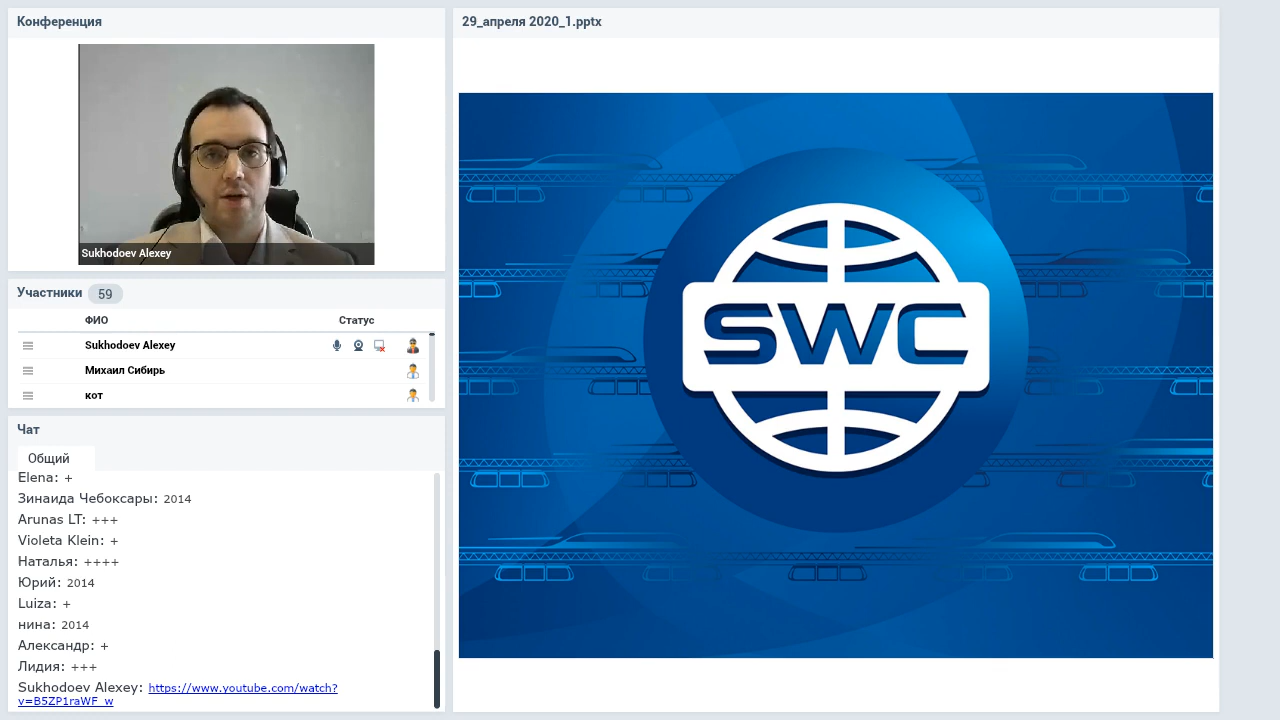 Конференция
Sukhodoev Alexey
Участники 59
ФИО Статус
Sukhodoev Alexey
Михаил Сибирь
кот
Чат
Общий
Elena: +
Зинаида Чебоксары: 2014
Arunas LT: +++
Violeta Klein: +
Наталья: ++++
Юрий: 2014
Luiza: +
нина: 2014
Александр: +
Лидия: +++
Sukhodoev Alexey: https://www.youtube.com/watch?
v=B5ZP1raWF_w
29_апреля 2020_1.pptx
SWC